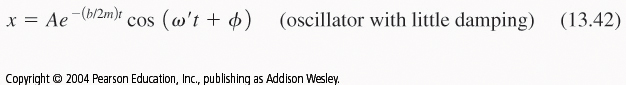 x = Ae^{-(b/2m)t} cos (ω't + ϕ) (oscillator with little damping) (13.42)
Copyright © 2004 Pearson Education, Inc., publishing as Addison Wesley.